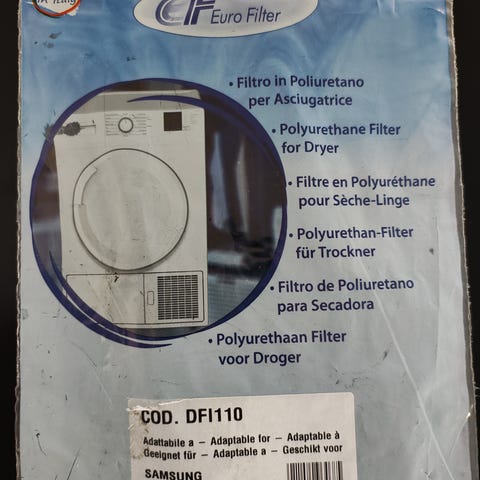 CF Euro Filter
• Filtro in Poliuretano
per Asciugatrice
• Polyurethane Filter
for Dryer
• Filtre en Polyuréthane
pour Sèche-Linge
• Polyurethan-Filter
für Trockner
• Filtro de Poliuretano
para Secadora
• Polyurethaan Filter
voor Droger
COD. DFI110
Adattabile a – Adaptable for – Adaptable à
Geeignet für – Adaptable a – Geschikt voor
SAMSUNG